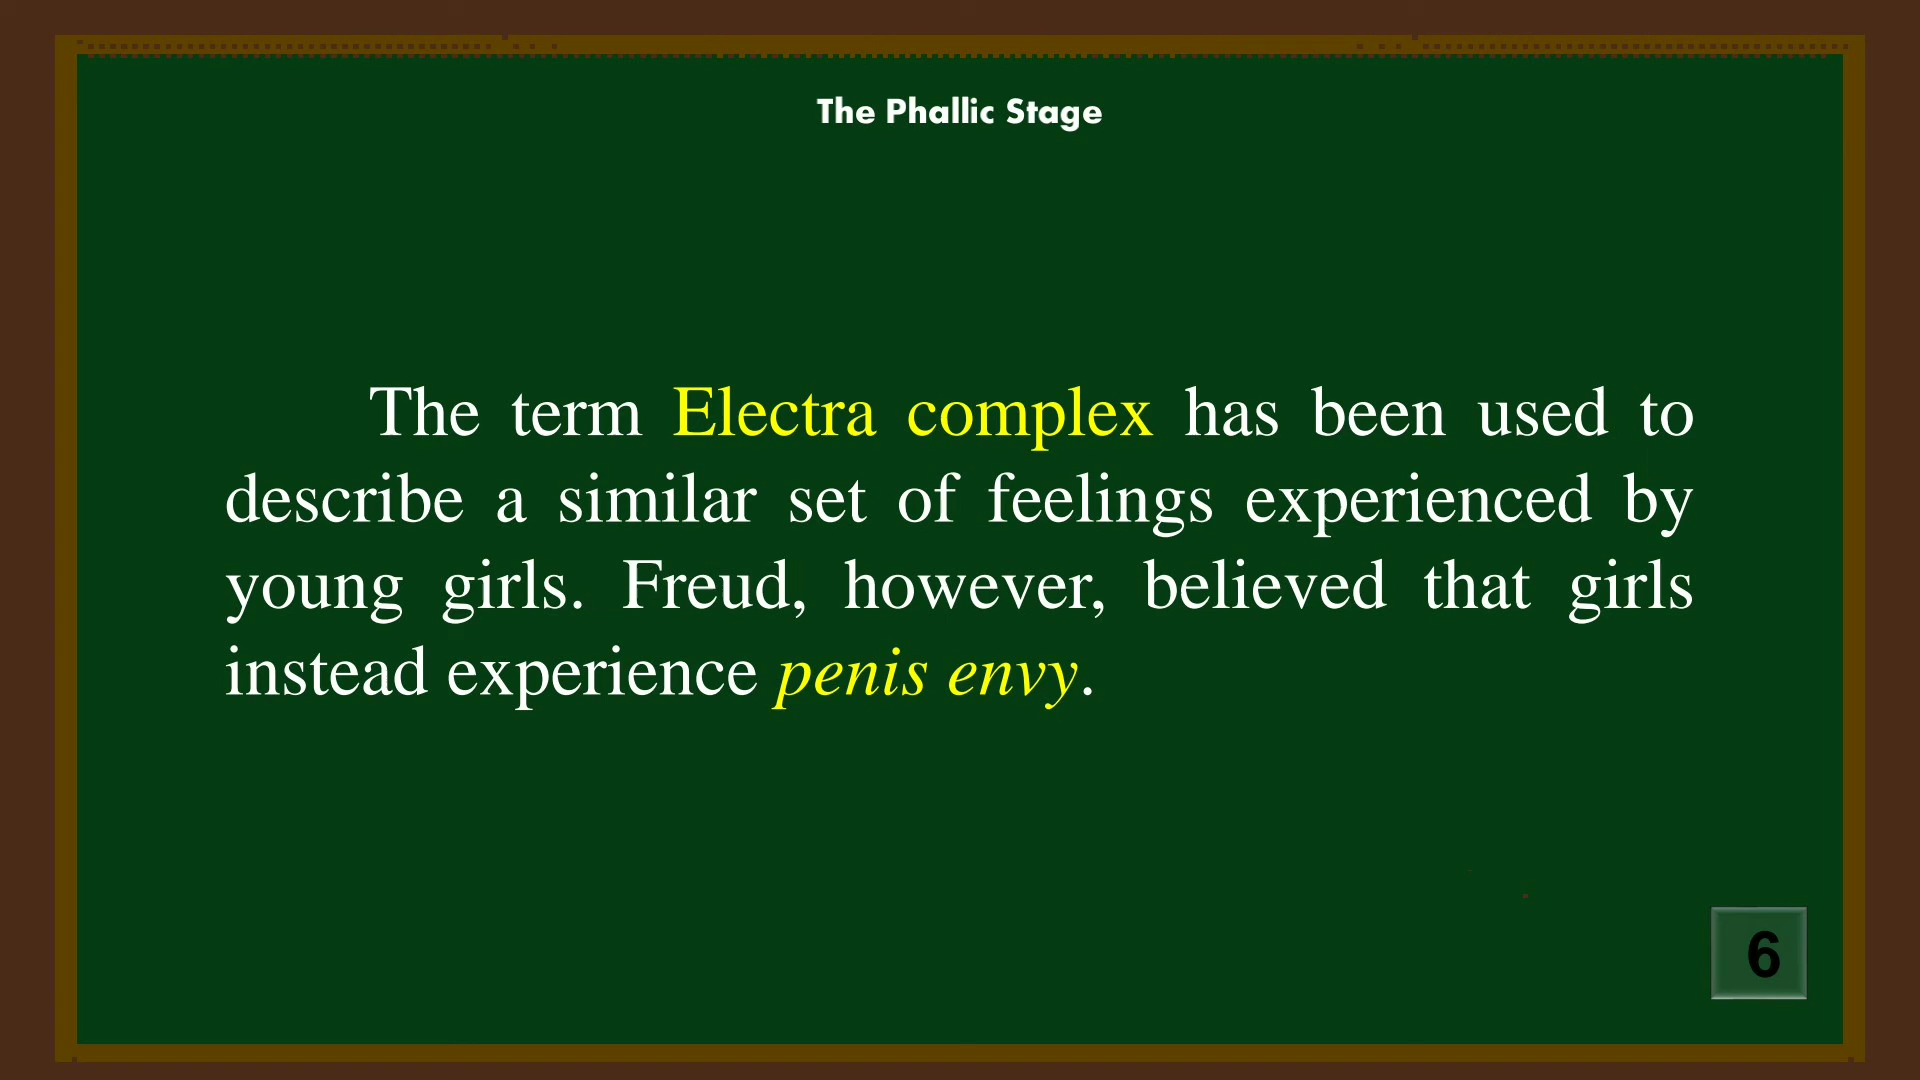 The Phallic Stage
The term Electra complex has been used to
describe a similar set of feelings experienced by
young girls. Freud, however, believed that girls
instead experience penis envy.
6